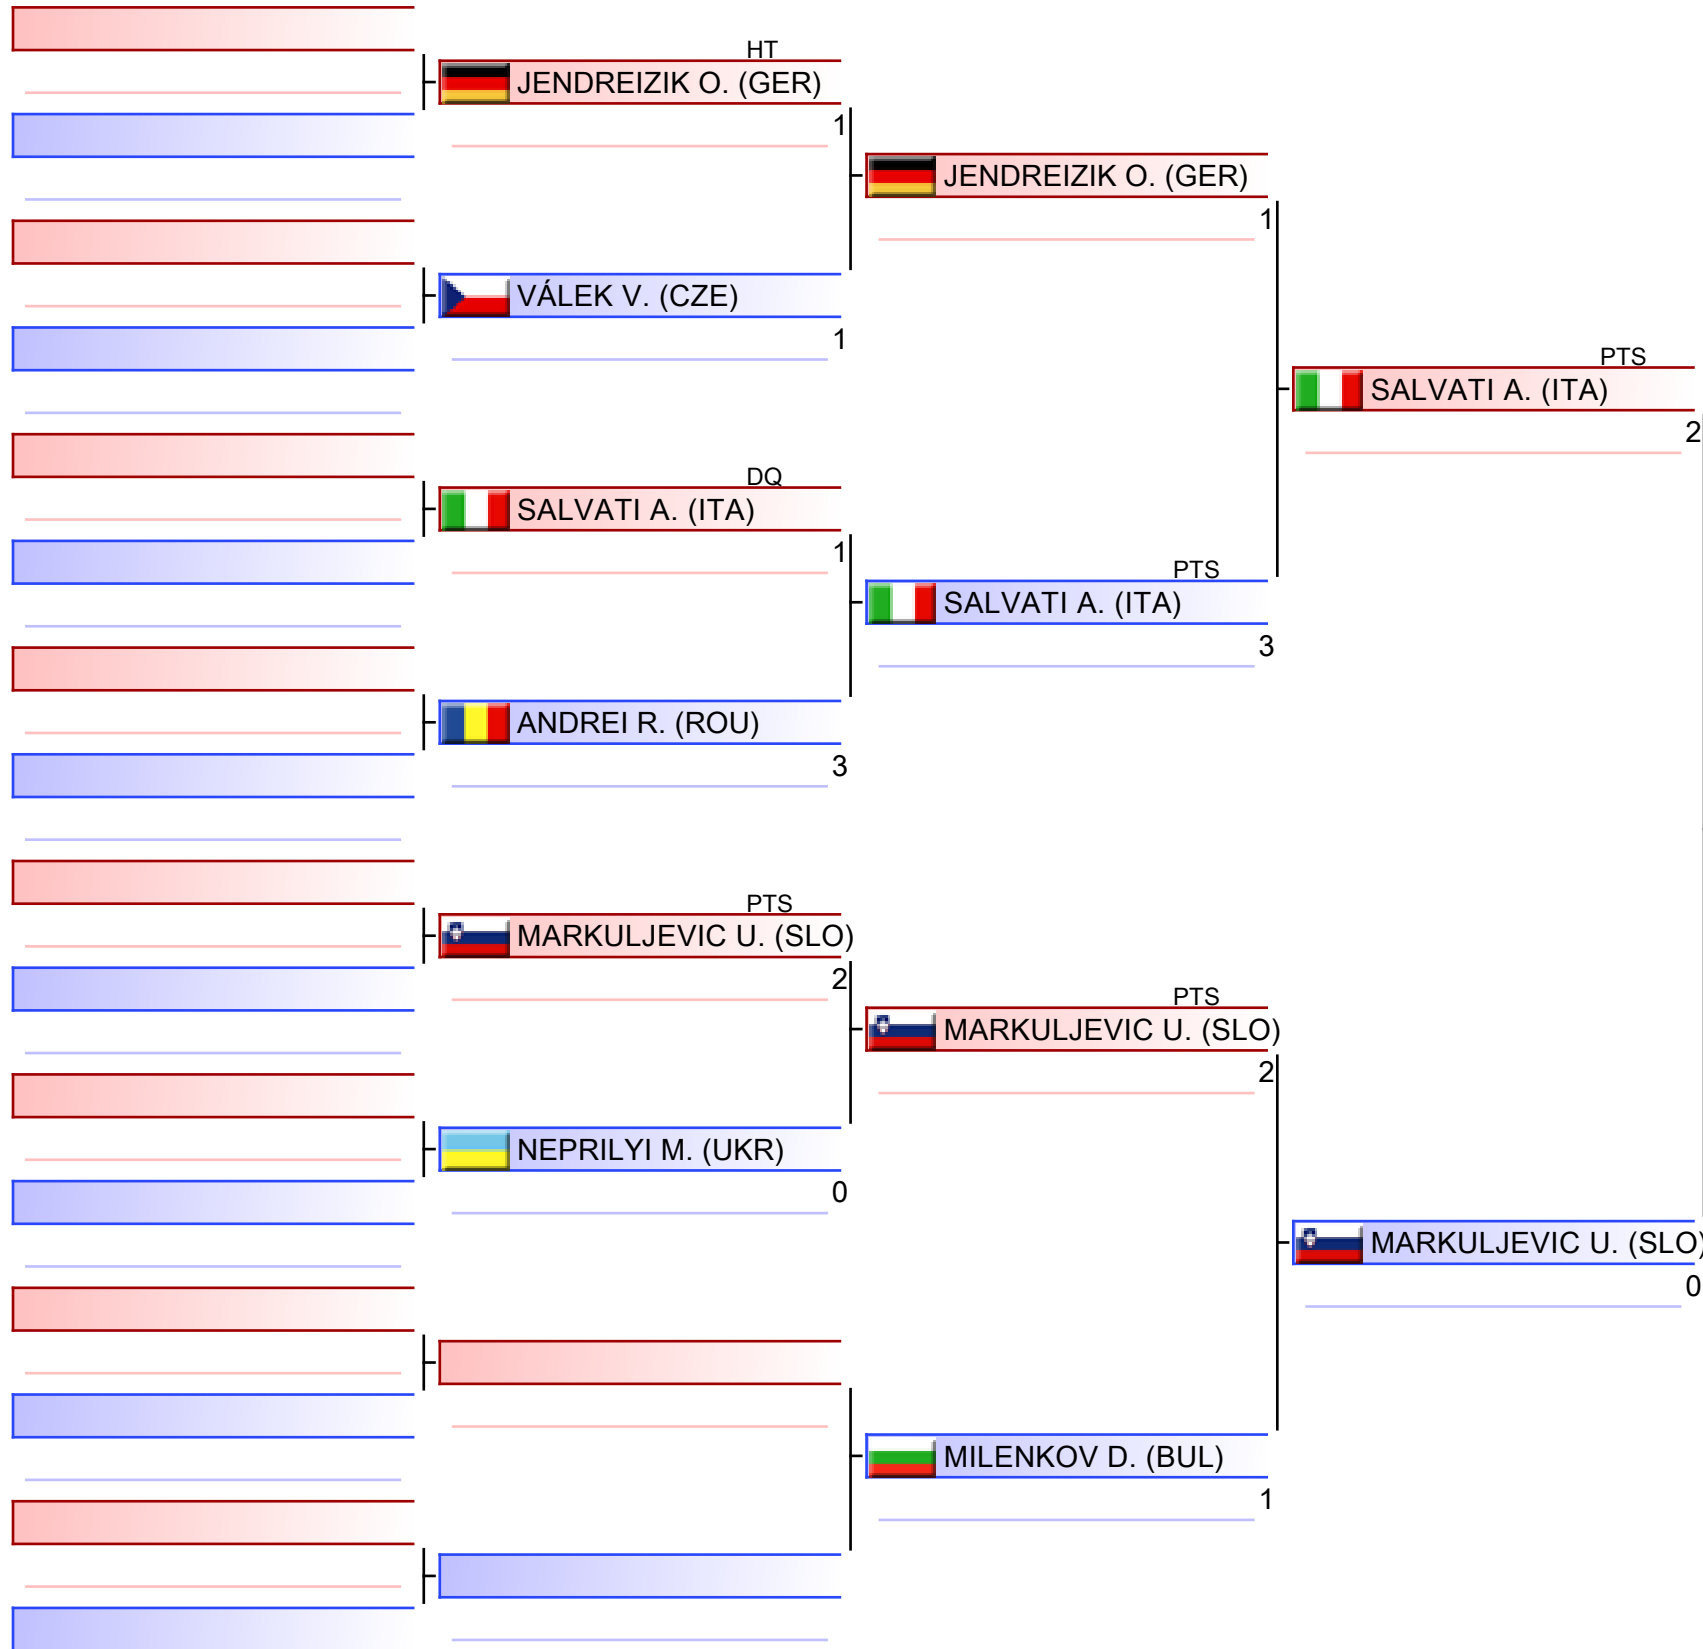 HT
JENDREIZIK O. (GER)
1
VÁLEK V. (CZE)
1
DQ
SALVATI A. (ITA)
1
ANDREI R. (ROU)
3
PTS
MARKULJEVIC U. (SLO)
2
NEPRILYI M. (UKR)
0
JENDREIZIK O. (GER)
1
PTS
SALVATI A. (ITA)
3
PTS
MARKULJEVIC U. (SLO)
2
MILENKOV D. (BUL)
1
PTS
SALVATI A. (ITA)
2
MARKULJEVIC U. (SLO)
0